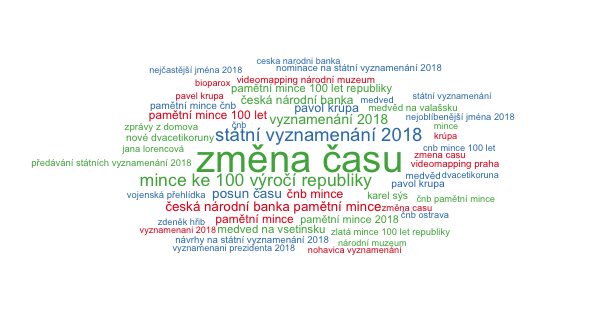 ceska narodni banka
nejčastější jména 2018
nominace na státní vyznamenání 2018
bioparox
videomapping národní muzeum
pamětní mince 100 let republiky
pavel krupa
česká národní banka
medved
státní vyznamenání
pamětní mince čnb
pavol krúpa
medvěd na valašsku
pamětní mince 100 let
vyznamenání 2018
nejoblíbenější jména 2018
zprávy z domova
čnb
státní vyznamenání 2018
mince
nové dvacetikoruny
krúpa
jana lorencová
změna času
čnb mince 100 let
zmena casu
předávání státních vyznamenání 2018
videomapping praha
mince ke 100 výročí republiky
medvěd
dvacetikoruna
pavol krupa
vojenská přehlídka
posun času
čnb mince
karel sýs
čnb pamětní mince
česká národní banka pamětní mince
změna casu
zdeněk hřib
pamětní mince
pamětní mince 2018
čnb ostrava
vyznamenani 2018
medved na vsetinsku
zlatá mince 100 let republiky
návrhy na státní vyznamenání 2018
národní muzeum
vyznamenani prezidenta 2018
nohavica vyznamenání